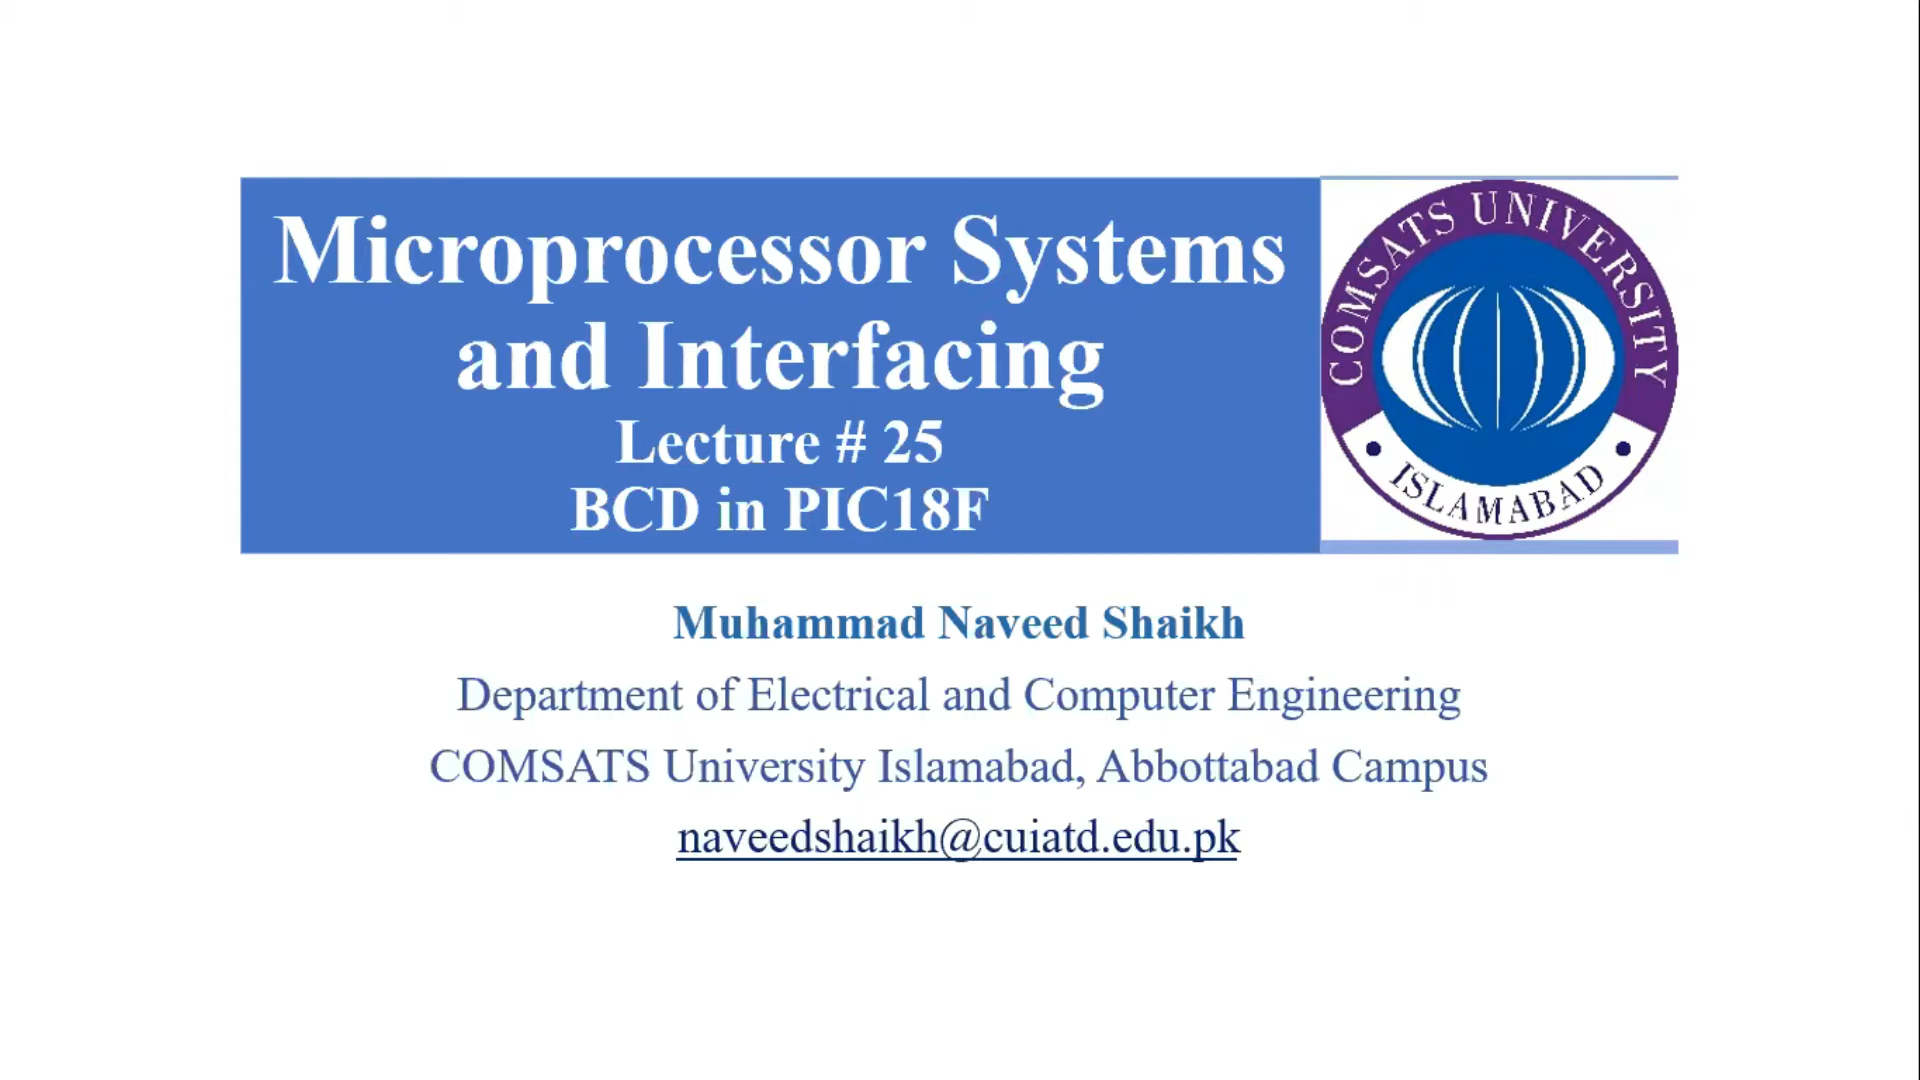 Microprocessor Systems
and Interfacing
Lecture # 25
BCD in PIC18F
COMSATS UNIVERSITY
ISLAMABAD
Muhammad Naveed Shaikh
Department of Electrical and Computer Engineering
COMSATS University Islamabad, Abbottabad Campus
naveedshaikh@cuiatd.edu.pk